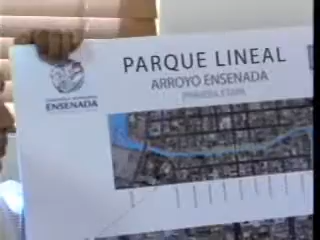 PARQUE LINEAL
ARROYO ENSENADA
PRIMERA ETAPA
ENSENADA